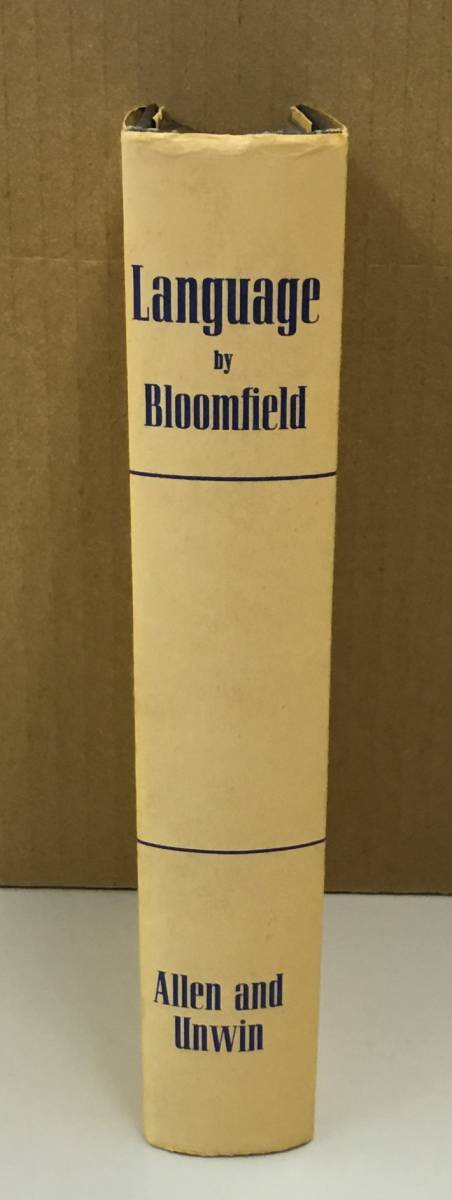 Language
by
Bloomfield
Allen and
Unwin